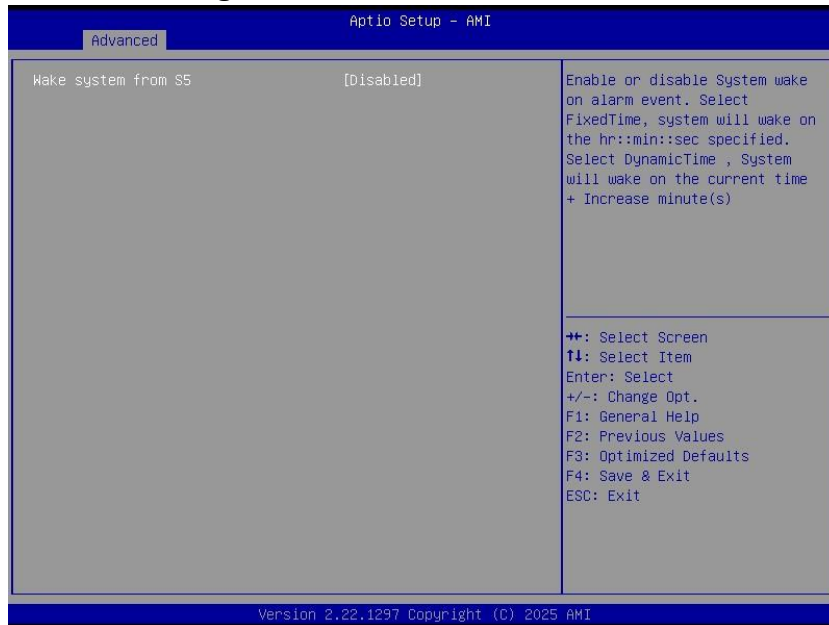 Aptio Setup - AMI
Advanced
Wake system from S5 [Disabled]
Enable or disable System wake
on alarm event. Select
FixedTime, system will wake on
the hr::min::sec specified.
Select DynamicTime , System
will wake on the current time
+ Increase minute(s)
→←: Select Screen
↑↓: Select Item
Enter: Select
+/-: Change Opt.
F1: General Help
F2: Previous Values
F3: Optimized Defaults
F4: Save & Exit
ESC: Exit
Version 2.22.1297 Copyright (C) 2025 AMI